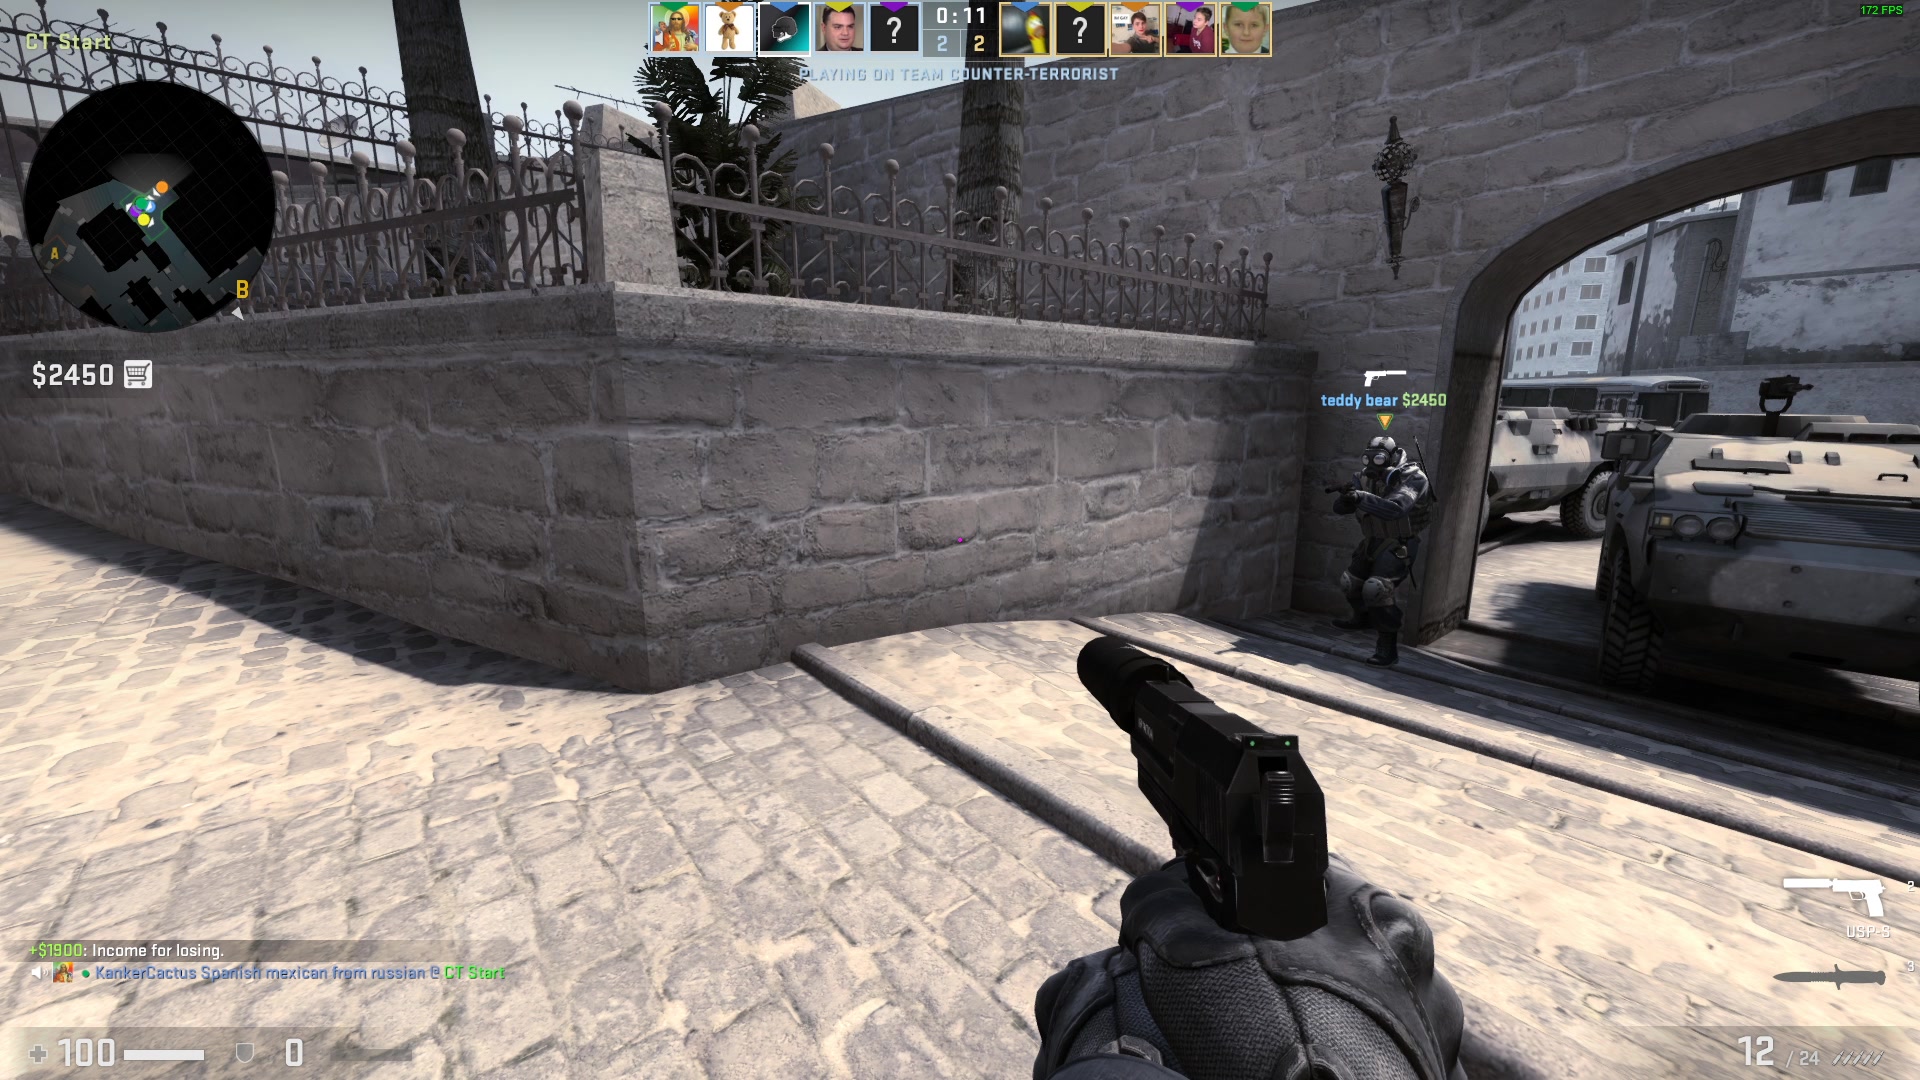 172 FPS
CT Start
0:11
? ?
2 2
PLAYING ON TEAM COUNTER-TERRORIST
A
B
$2450
teddy bear $2450
2
USP-S
3
+$1900: Income for losing.
KankerCactus Spanish mexican from russian @ CT Start
100 0
12 / 24